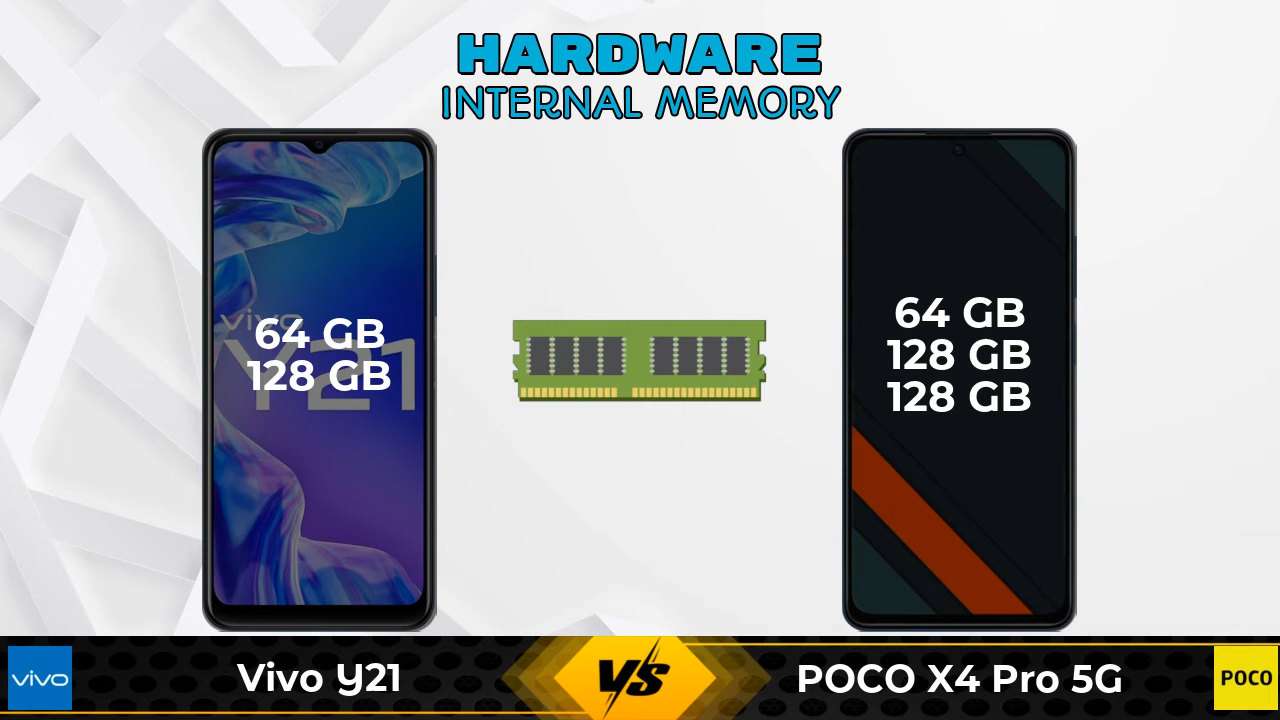 HARDWARE
INTERNAL MEMORY
vivo
Y21
64 GB
128 GB
64 GB
128 GB
128 GB
vivo
Vivo Y21
VS
POCO X4 Pro 5G
POCO